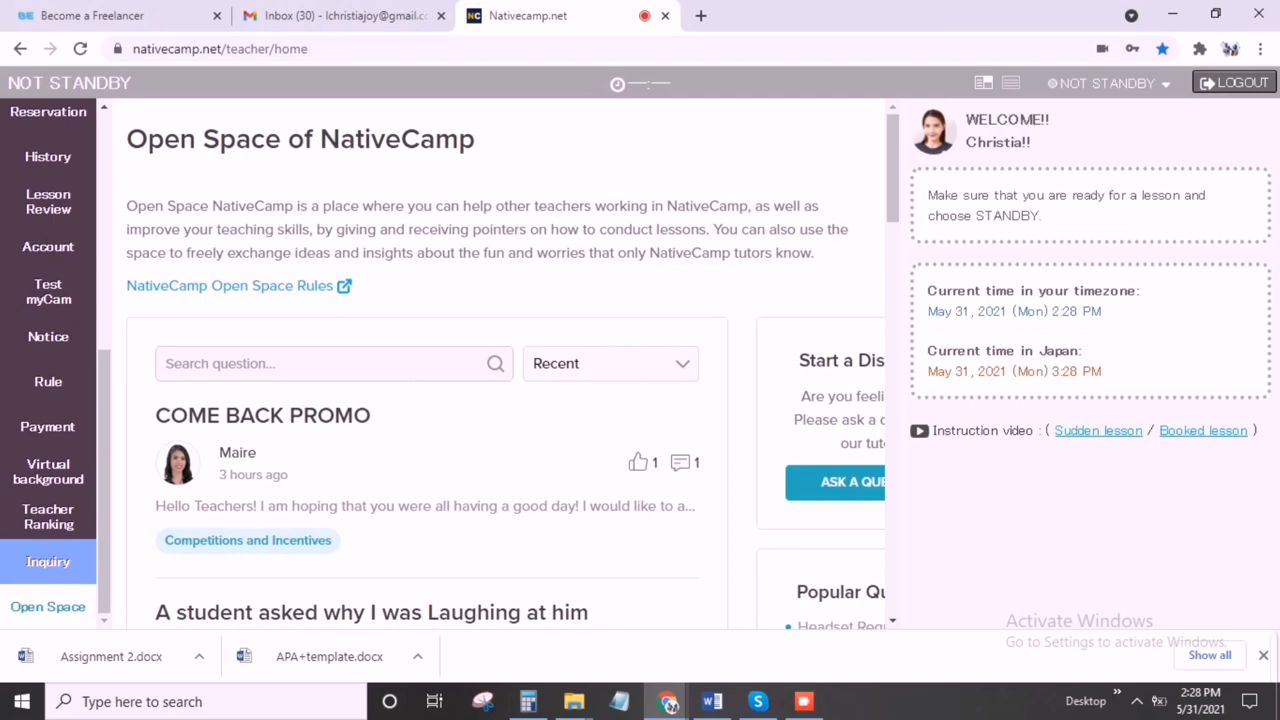 Become a Freelancer
Inbox (30) - lchristiajoy@gmail.co
Nativecamp.net
nativecamp.net/teacher/home
NOT STANDBY
NOT STANDBY
LOGOUT
Reservation
History
Lesson
Review
Account
Test
myCam
Notice
Rule
Payment
Virtual
background
Teacher
Ranking
Inquiry
Open Space
Open Space of NativeCamp
Open Space NativeCamp is a place where you can help other teachers working in NativeCamp, as well as
improve your teaching skills, by giving and receiving pointers on how to conduct lessons. You can also use the
space to freely exchange ideas and insights about the fun and worries that only NativeCamp tutors know.
NativeCamp Open Space Rules
Search question...
Recent
COME BACK PROMO
Maire
3 hours ago
1
1
Hello Teachers! I am hoping that you were all having a good day! I would like to a...
Competitions and Incentives
A student asked why I was Laughing at him
Start a Dis
Are you feeli
Please ask a q
our tut
ASK A QUE
Popular Qu
Headset Req
WELCOME!!
Christia!!
Make sure that you are ready for a lesson and
choose STANDBY.
Current time in your timezone:
May 31, 2021 (Mon) 2:28 PM
Current time in Japan:
May 31, 2021 (Mon) 3:28 PM
Instruction video : ( Sudden lesson / Booked lesson )
Activate Windows
Go to Settings to activate Windows.
Assignment 2.docx
APA+template.docx
Show all
Type here to search
Desktop
2:28 PM
5/31/2021